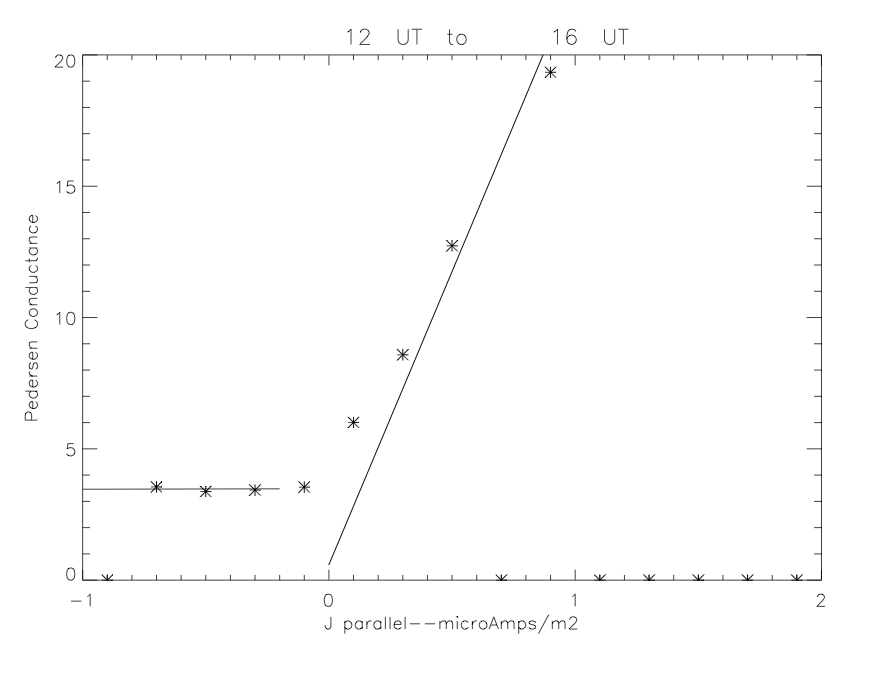 12 UT to 16 UT
20
15
10
5
0
Pedersen Conductance
-1 0 1 2
J parallel--microAmps/m2